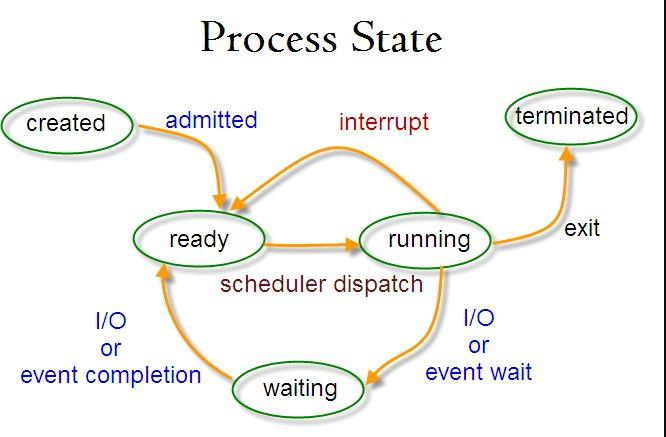 Process State
created
admitted
interrupt
terminated
ready
running
exit
scheduler dispatch
I/O
or
event completion
I/O
or
event wait
waiting